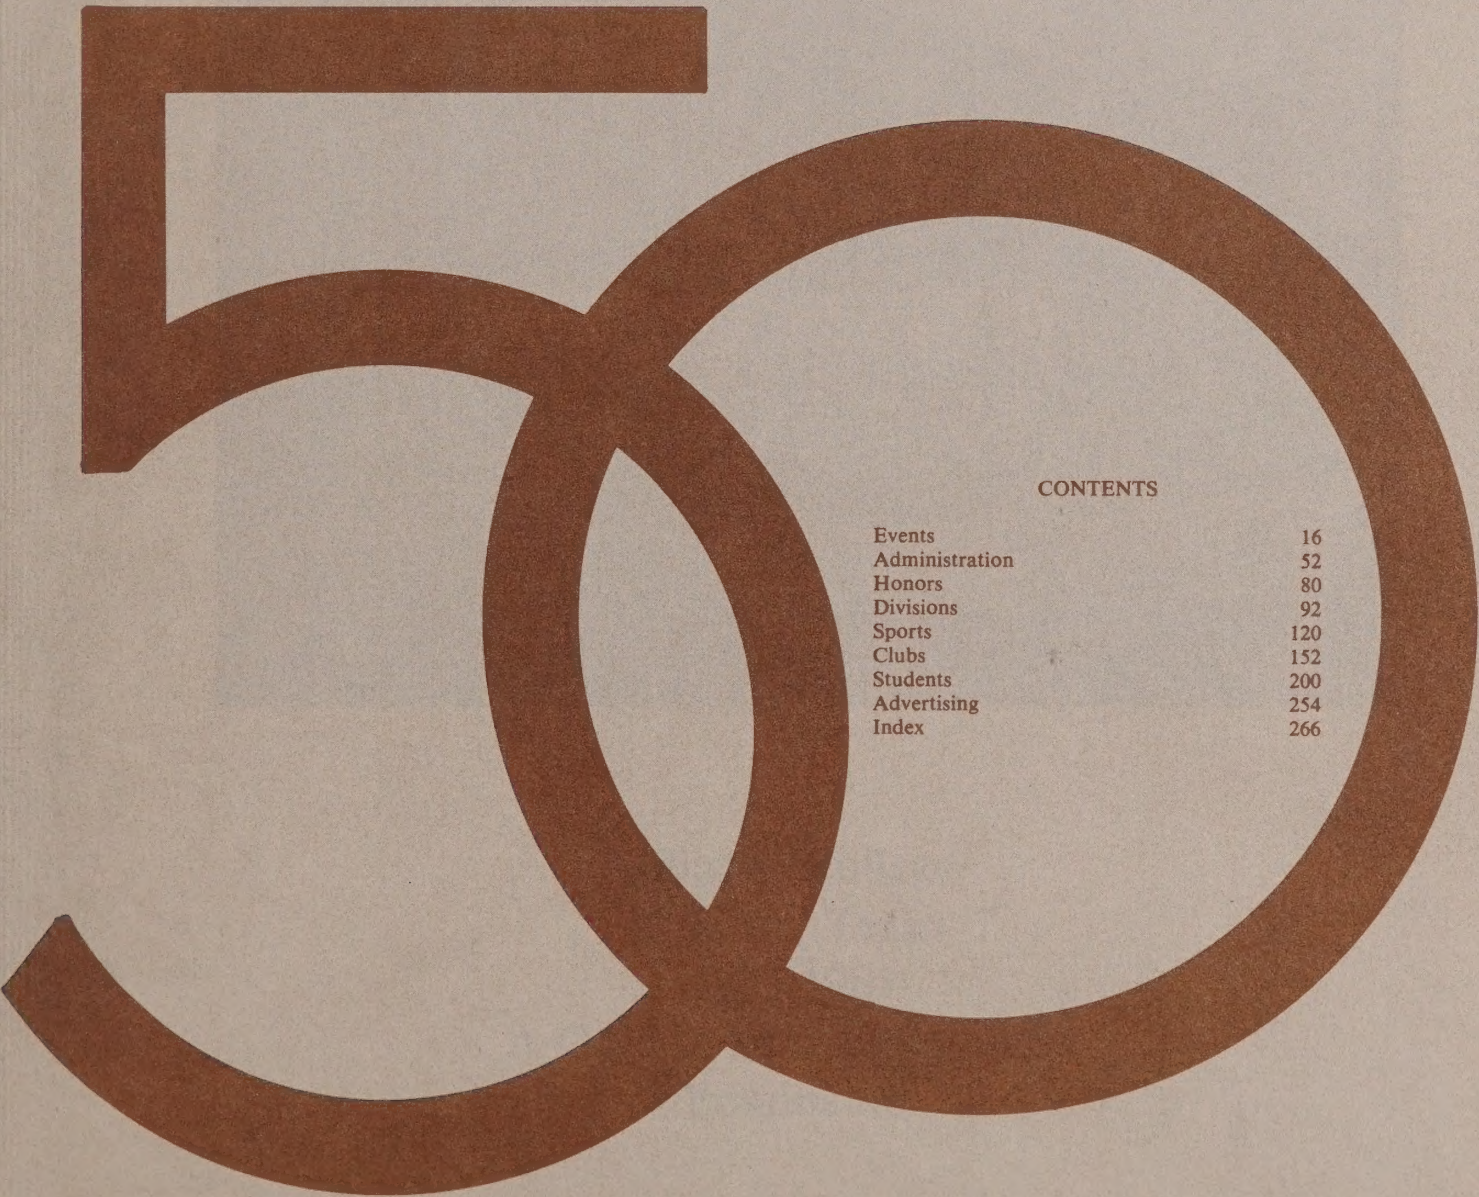 50
CONTENTS
Events 16
Administration 52
Honors 80
Divisions 92
Sports 120
Clubs 152
Students 200
Advertising 254
Index 266